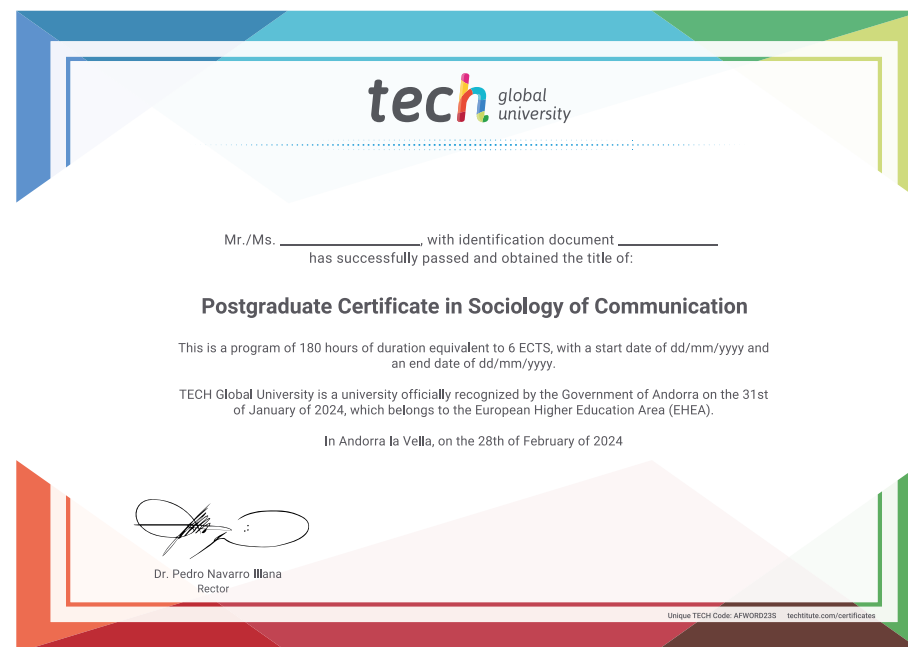 tech global university
Mr./Ms. ____________, with identification document ____________
has successfully passed and obtained the title of:
Postgraduate Certificate in Sociology of Communication
This is a program of 180 hours of duration equivalent to 6 ECTS, with a start date of dd/mm/yyyy and
an end date of dd/mm/yyyy.
TECH Global University is a university officially recognized by the Government of Andorra on the 31st
of January of 2024, which belongs to the European Higher Education Area (EHEA).
In Andorra la Vella, on the 28th of February of 2024
Dr. Pedro Navarro Illana
Rector
Unique TECH Code: AFWORD23S techtitute.com/certificates